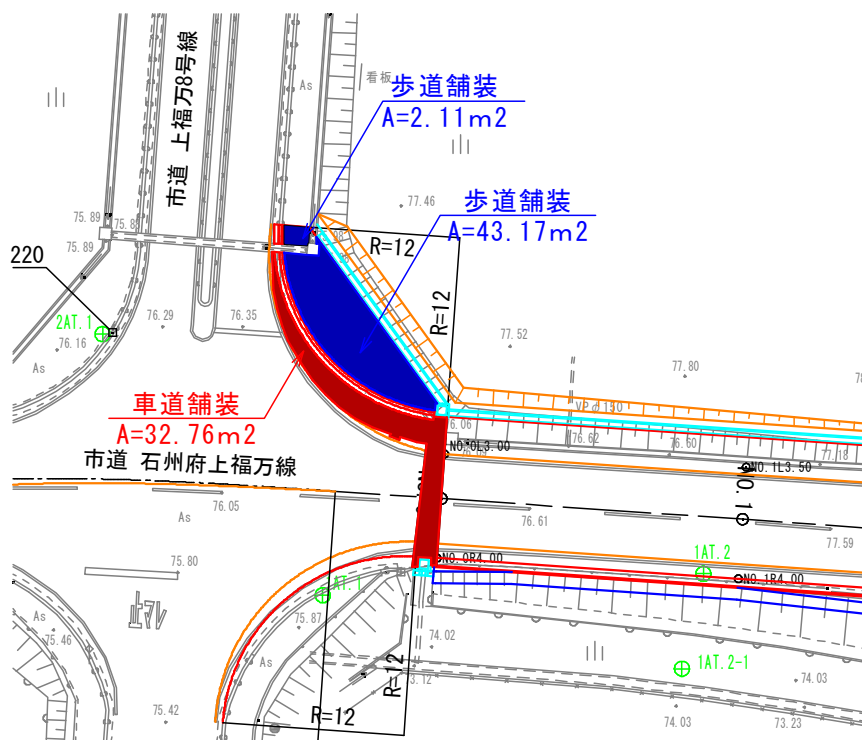 市道 上福万8号線
As
看板
歩道舗装
A=2.11m2
77.46
歩道舗装
A=43.17m2
75.89
75.89
R=12
220
R=12
2AT.1
76.29
76.35
76.16
As
77.52
77.80
車道舗装
A=32.76m2
VPφ150
76.06
76.62
76.60
77.18
NO.0L3.00
NO.1L3.50
市道 石州府上福万線
76.05
As
76.61
NO.1
77.59
75.80
NO.0R4.00
1AT.2
NO.1R4.00
AT.1
75.87
As
75.46
As
74.02
R=12
1AT.2-1
74.03
75.42
R=12
74.03
73.23